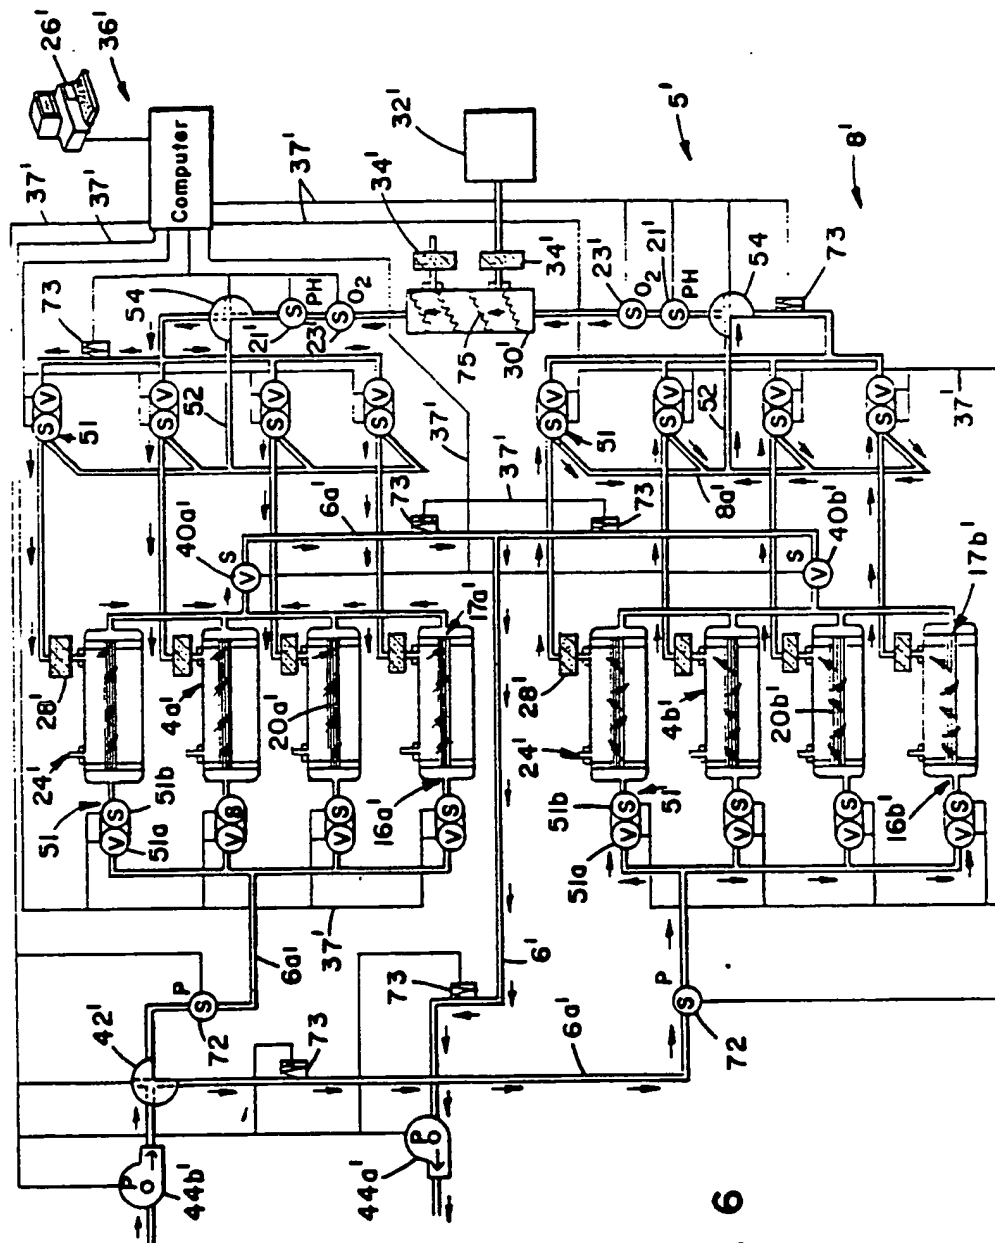 26'
36'
37'
37'
Computer
37'
32'
5'
8'
34'
34'
73
54
PH
O2
21'
23'
75
30'
23'
O2
21'
PH
54
73
S
S
S
S
S
S
V
S
V
S
V
S
V
S
V
S
V
S
V
S
V
S
51
52
37'
51
52
8a'
37'
37'
73
6a'
73
40a'
S
V
S
V
40b'
17a'
17b'
28'
4a'
20a'
28'
4b'
20b'
24'
24'
51
51b
51a
16a'
51b
51
51a
16b'
S
V
S
V
S
V
S
V
S
V
S
V
S
V
6a'
37'
6'
P
S
72
73
73
6a'
P
S
72
42'
P
O
44b'
P
O
44a'
6